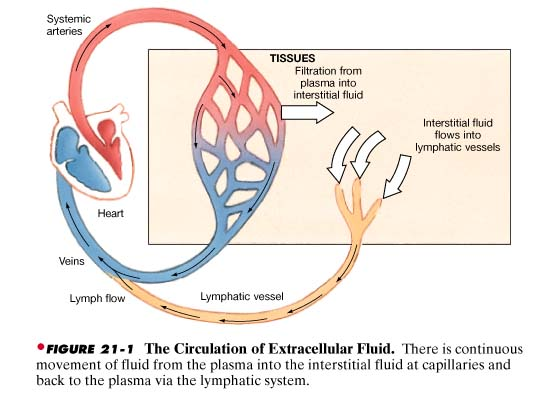 Systemic
arteries
TISSUES
Filtration from
plasma into
interstitial fluid
Interstitial fluid
flows into
lymphatic vessels
Heart
Veins
Lymph flow
Lymphatic vessel
•FIGURE 21-1 The Circulation of Extracellular Fluid. There is continuous
movement of fluid from the plasma into the interstitial fluid at capillaries and
back to the plasma via the lymphatic system.